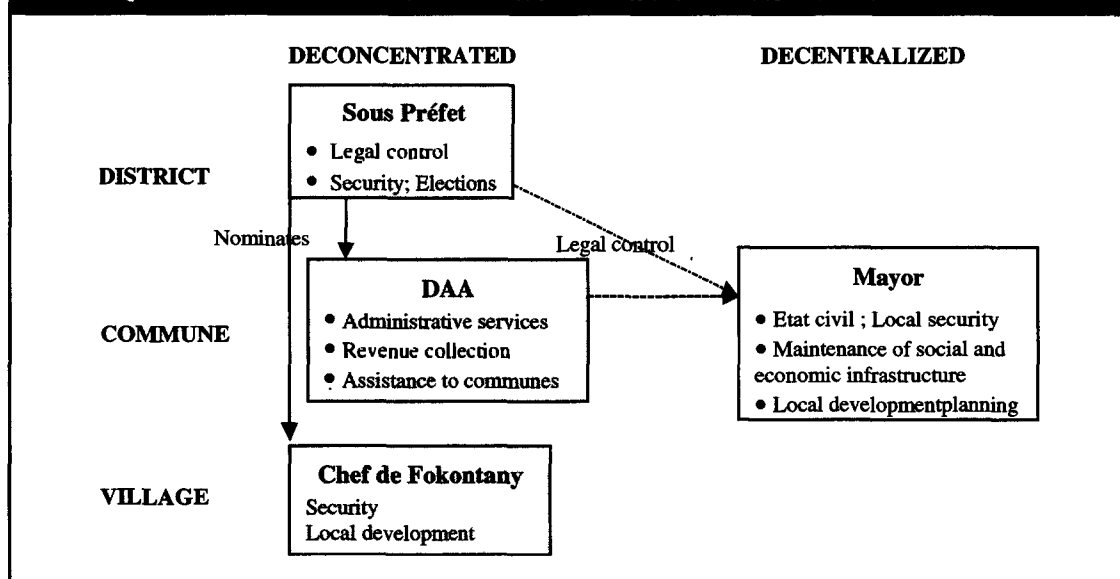 DECONCENTRATED
DECENTRALIZED
DISTRICT
Sous Préfet
• Legal control
• Security; Elections
Nominates
Legal control
COMMUNE
DAA
• Administrative services
• Revenue collection
• Assistance to communes
Mayor
• Etat civil ; Local security
• Maintenance of social and
economic infrastructure
• Local developmentplanning
VILLAGE
Chef de Fokontany
Security
Local development